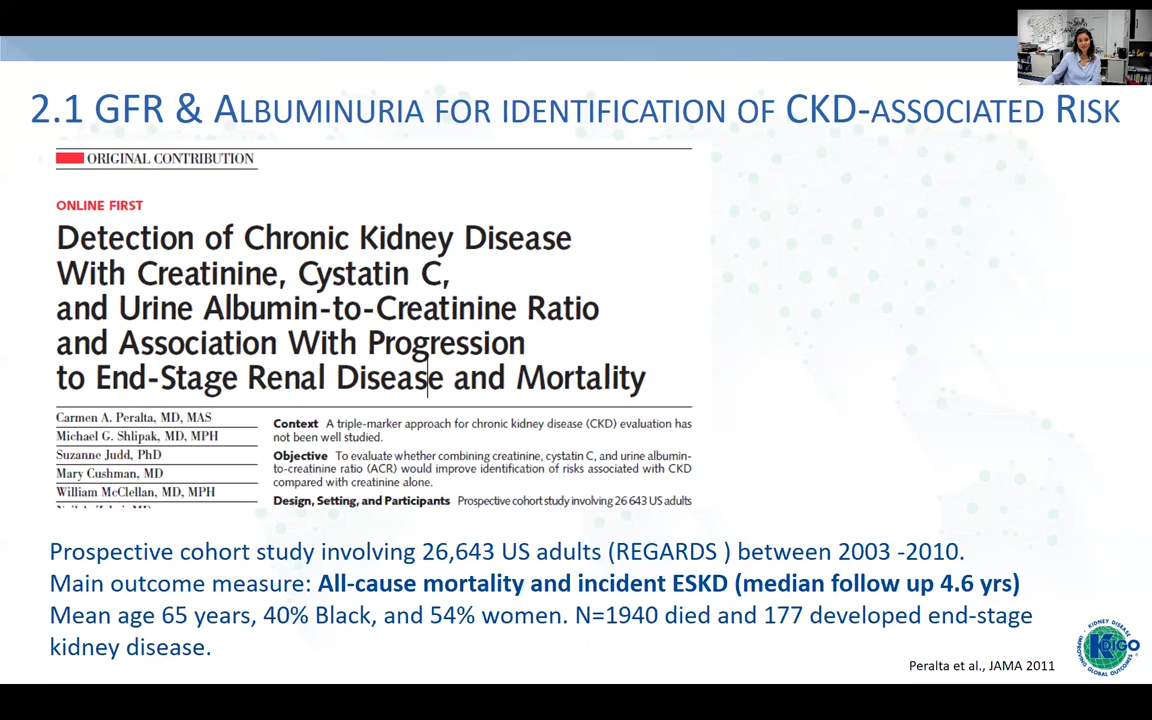 2.1 GFR & ALBUMINURIA FOR IDENTIFICATION OF CKD-ASSOCIATED RISK
ORIGINAL CONTRIBUTION
ONLINE FIRST
Detection of Chronic Kidney Disease
With Creatinine, Cystatin C,
and Urine Albumin-to-Creatinine Ratio
and Association With Progression
to End-Stage Renal Disease and Mortality
Carmen A. Peralta, MD, MAS
Michael G. Shlipak, MD, MPH
Suzanne Judd, PhD
Mary Cushman, MD
William McClellan, MD, MPH
Context A triple-marker approach for chronic kidney disease (CKD) evaluation has
not been well studied.
Objective To evaluate whether combining creatinine, cystatin C, and urine albumin-
to-creatinine ratio (ACR) would improve identification of risks associated with CKD
compared with creatinine alone.
Design, Setting, and Participants Prospective cohort study involving 26 643 US adults
Prospective cohort study involving 26,643 US adults (REGARDS ) between 2003 -2010.
Main outcome measure: All-cause mortality and incident ESKD (median follow up 4.6 yrs)
Mean age 65 years, 40% Black, and 54% women. N=1940 died and 177 developed end-stage
kidney disease.
Peralta et al., JAMA 2011
KIDNEY DISEASE
KDIGO
IMPROVING GLOBAL OUTCOMES